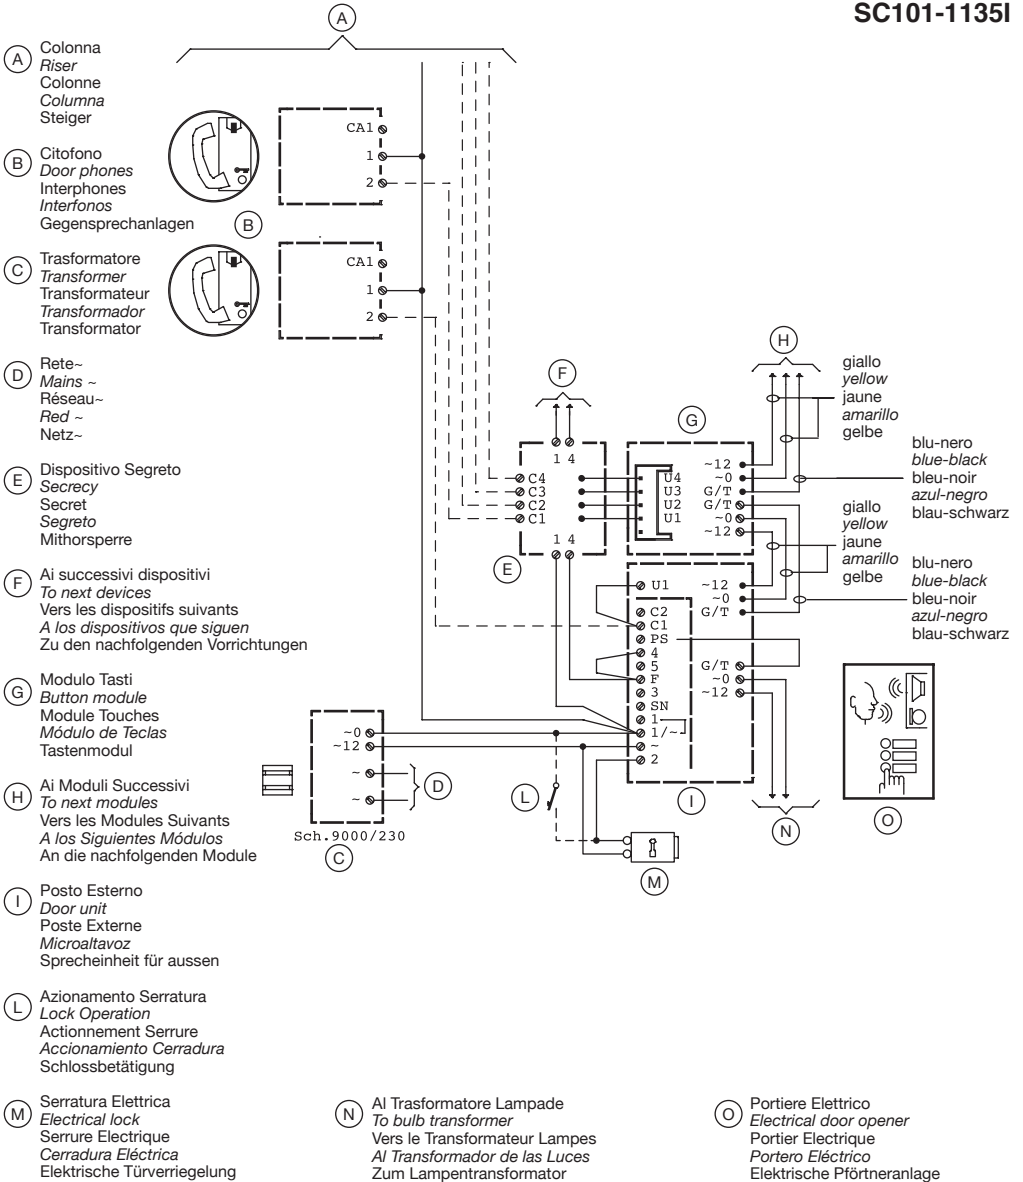 SC101-1135I
A
A
Colonna
Riser
Colonne
Columna
Steiger
B
Citofono
Door phones
Interphones
Interfonos
Gegensprechanlagen
C
Trasformatore
Transformer
Transformateur
Transformador
Transformator
D
Rete~
Mains ~
Réseau~
Red ~
Netz~
E
Dispositivo Segreto
Secrecy
Secret
Segreto
Mithorsperre
F
Ai successivi dispositivi
To next devices
Vers les dispositifs suivants
A los dispositivos que siguen
Zu den nachfolgenden Vorrichtungen
G
Modulo Tasti
Button module
Module Touches
Módulo de Teclas
Tastenmodul
H
Ai Moduli Successivi
To next modules
Vers les Modules Suivants
A los Siguientes Módulos
An die nachfolgenden Module
I
Posto Esterno
Door unit
Poste Externe
Microaltavoz
Sprecheinheit für aussen
L
Azionamento Serratura
Lock Operation
Actionnement Serrure
Accionamiento Cerradura
Schlossbetätigung
M
Serratura Elettrica
Electrical lock
Serrure Electrique
Cerradura Eléctrica
Elektrische Türverriegelung
N
Al Trasformatore Lampade
To bulb transformer
Vers le Transformateur Lampes
Al Transformador de las Luces
Zum Lampentransformator
O
Portiere Elettrico
Electrical door opener
Portier Electrique
Portero Eléctrico
Elektrische Pförtneranlage
CA1
1
2
B
CA1
1
2
F
1 4
C4
C3
C2
C1
1 4
E
G
U4
U3
U2
U1
~12
~0
G/T
G/T
~0
~12
H
giallo
yellow
jaune
amarillo
gelbe
blu-nero
blue-black
bleu-noir
azul-negro
blau-schwarz
giallo
yellow
jaune
amarillo
gelbe
blu-nero
blue-black
bleu-noir
azul-negro
blau-schwarz
U1
C2
C1
PS
4
5
F
3
SN
1
1/~
~
2
~12
~0
G/T
G/T
~0
~12
I
~0
~12
~
~
D
Sch.9000/230
C
L
M
N
O